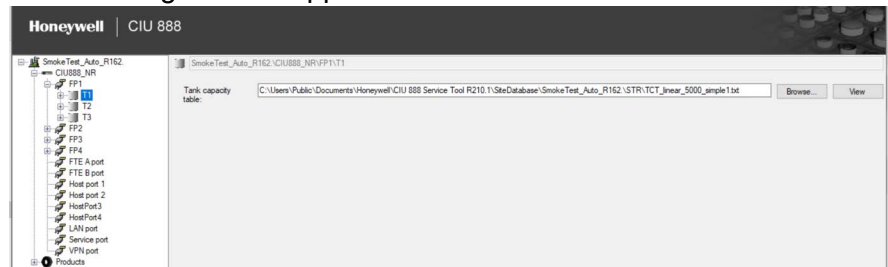 Honeywell | CIU 888
SmokeTest_Auto_R162.
CIU888_NR
FP1
T1
T2
T3
FP2
FP3
FP4
FTE A port
FTE B port
Host port 1
Host port 2
HostPort3
HostPort4
LAN port
Service port
VPN port
Products
SmokeTest_Auto_R162.\CIU888_NR\FP1\T1
Tank capacity
table:
C:\Users\Public\Documents\Honeywell\CIU 888 Service Tool R210.1\SiteDatabase\SmokeTest_Auto_R162.\STR\TCT_linear_5000_simple1.txt
Browse...
View